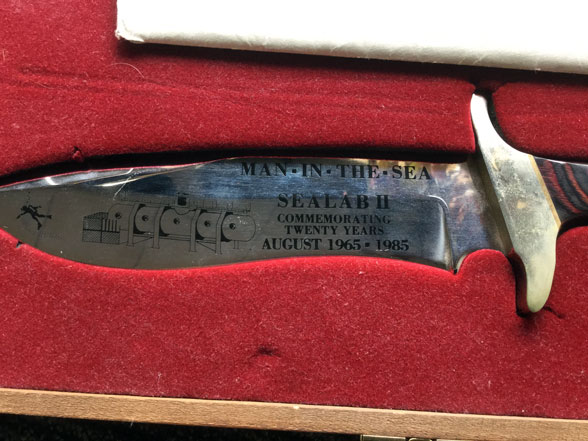 MAN·IN·THE·SEA
SEALAB II
COMMEMORATING
TWENTY YEARS
AUGUST 1965 · 1985